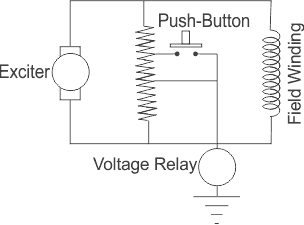 Push-Button
Exciter
Field Winding
Voltage Relay